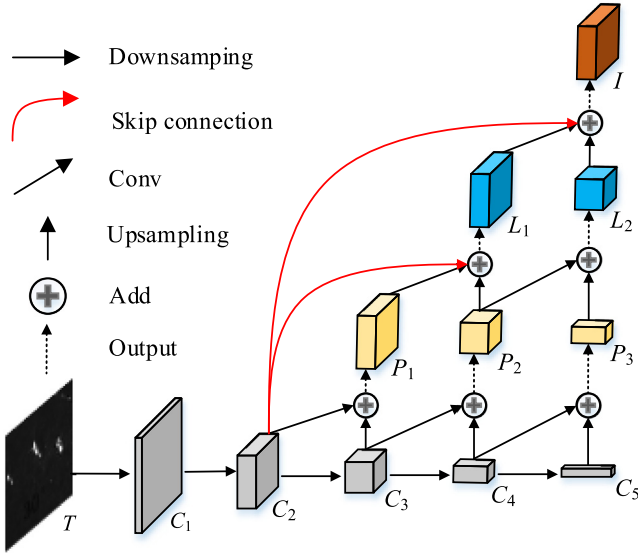 Downsamping
Skip connection
Conv
Upsampling
Add
Output
I
L1
L2
P1
P2
P3
T
C1
C2
C3
C4
C5